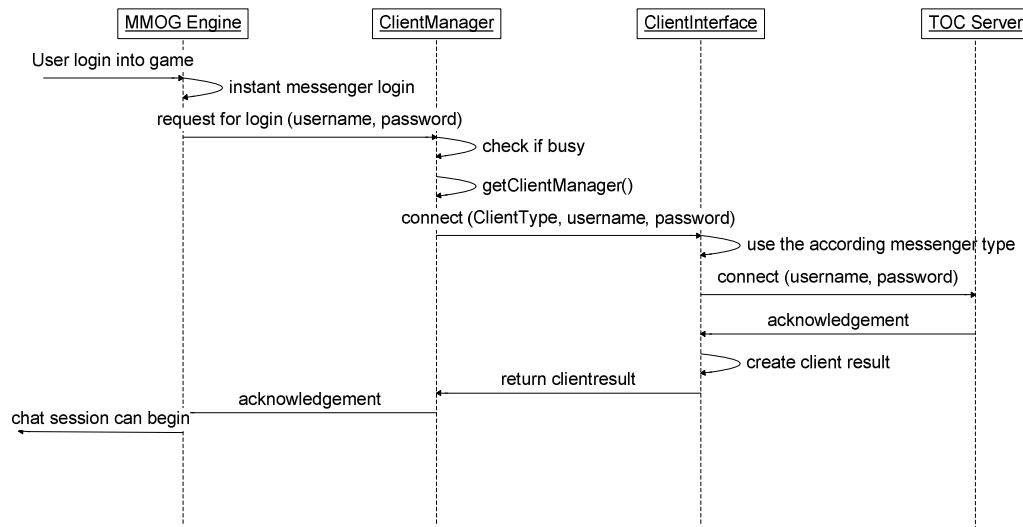 MMOG Engine
ClientManager
ClientInterface
TOC Server
User login into game
instant messenger login
request for login (username, password)
check if busy
getClientManager()
connect (ClientType, username, password)
use the according messenger type
connect (username, password)
acknowledgement
create client result
return clientresult
acknowledgement
chat session can begin